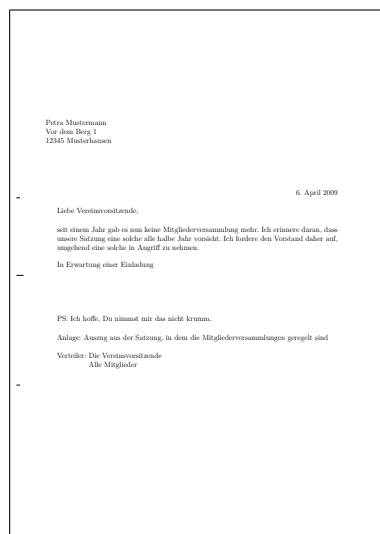 Petra Mustermann
Vor dem Berg 1
12345 Musterhausen
6. April 2009
Liebe Vereinsvorsitzende,
seit einem Jahr gab es nun keine Mitgliederversammlung mehr. Ich erinnere daran, dass
unsere Satzung eine solche alle halbe Jahr vorsieht. Ich fordere den Vorstand daher auf,
umgehend eine solche in Angriff zu nehmen.
In Erwartung einer Einladung
PS: Ich hoffe, Du nimmst mir das nicht krumm.
Anlage: Auszug aus der Satzung, in dem die Mitgliederversammlungen geregelt sind
Verteiler: Die Vereinsvorsitzende
Alle Mitglieder